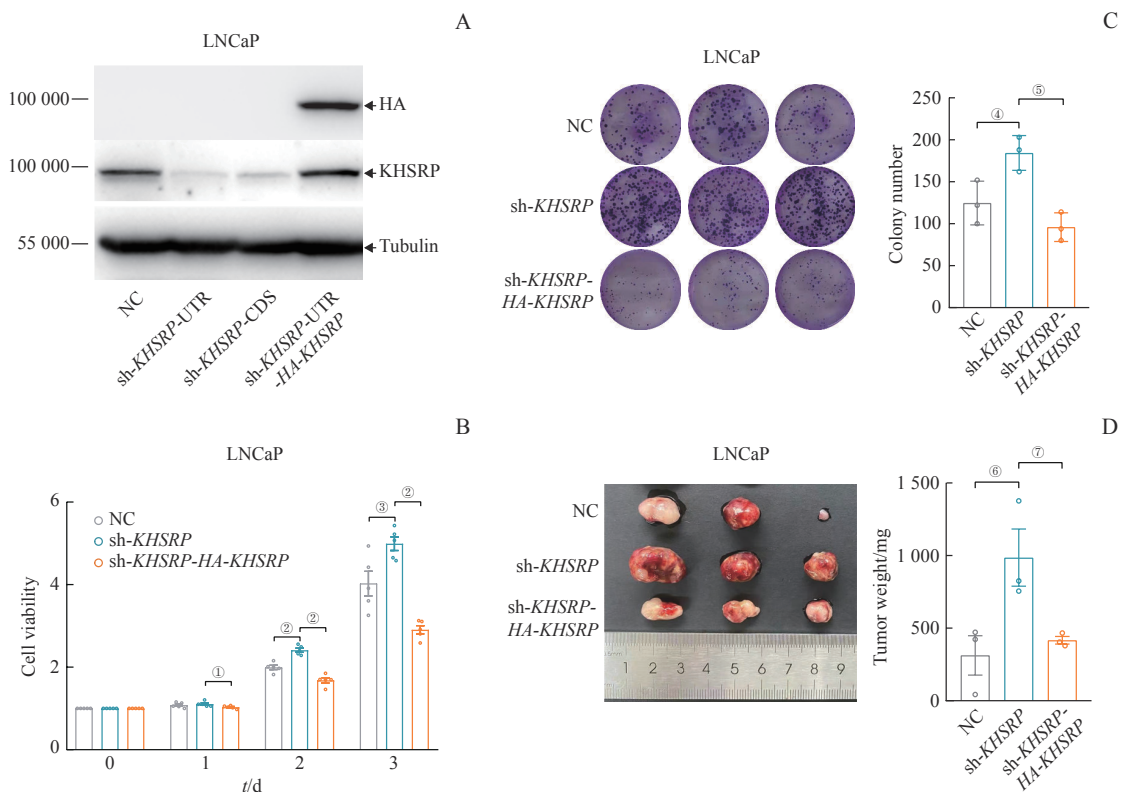 A
LNCaP
100 000
HA
100 000
KHSRP
55 000
Tubulin
NC
sh-KHSRP-UTR
sh-KHSRP-CDS
sh-KHSRP-UTR
-HA-KHSRP
C
LNCaP
NC
sh-KHSRP
sh-KHSRP-
HA-KHSRP
Colony number
250
200
150
100
50
0
④
⑤
NC
sh-KHSRP
sh-KHSRP-
HA-KHSRP
B
LNCaP
Cell viability
6
4
2
0
NC
sh-KHSRP
sh-KHSRP-HA-KHSRP
①
②
②
③
②
0
1
2
3
t/d
D
LNCaP
NC
sh-KHSRP
sh-KHSRP-
HA-KHSRP
1 2 3 4 5 6 7 8 9
Tumor weight/mg
1 500
1 000
500
0
⑥
⑦
NC
sh-KHSRP
sh-KHSRP-
HA-KHSRP